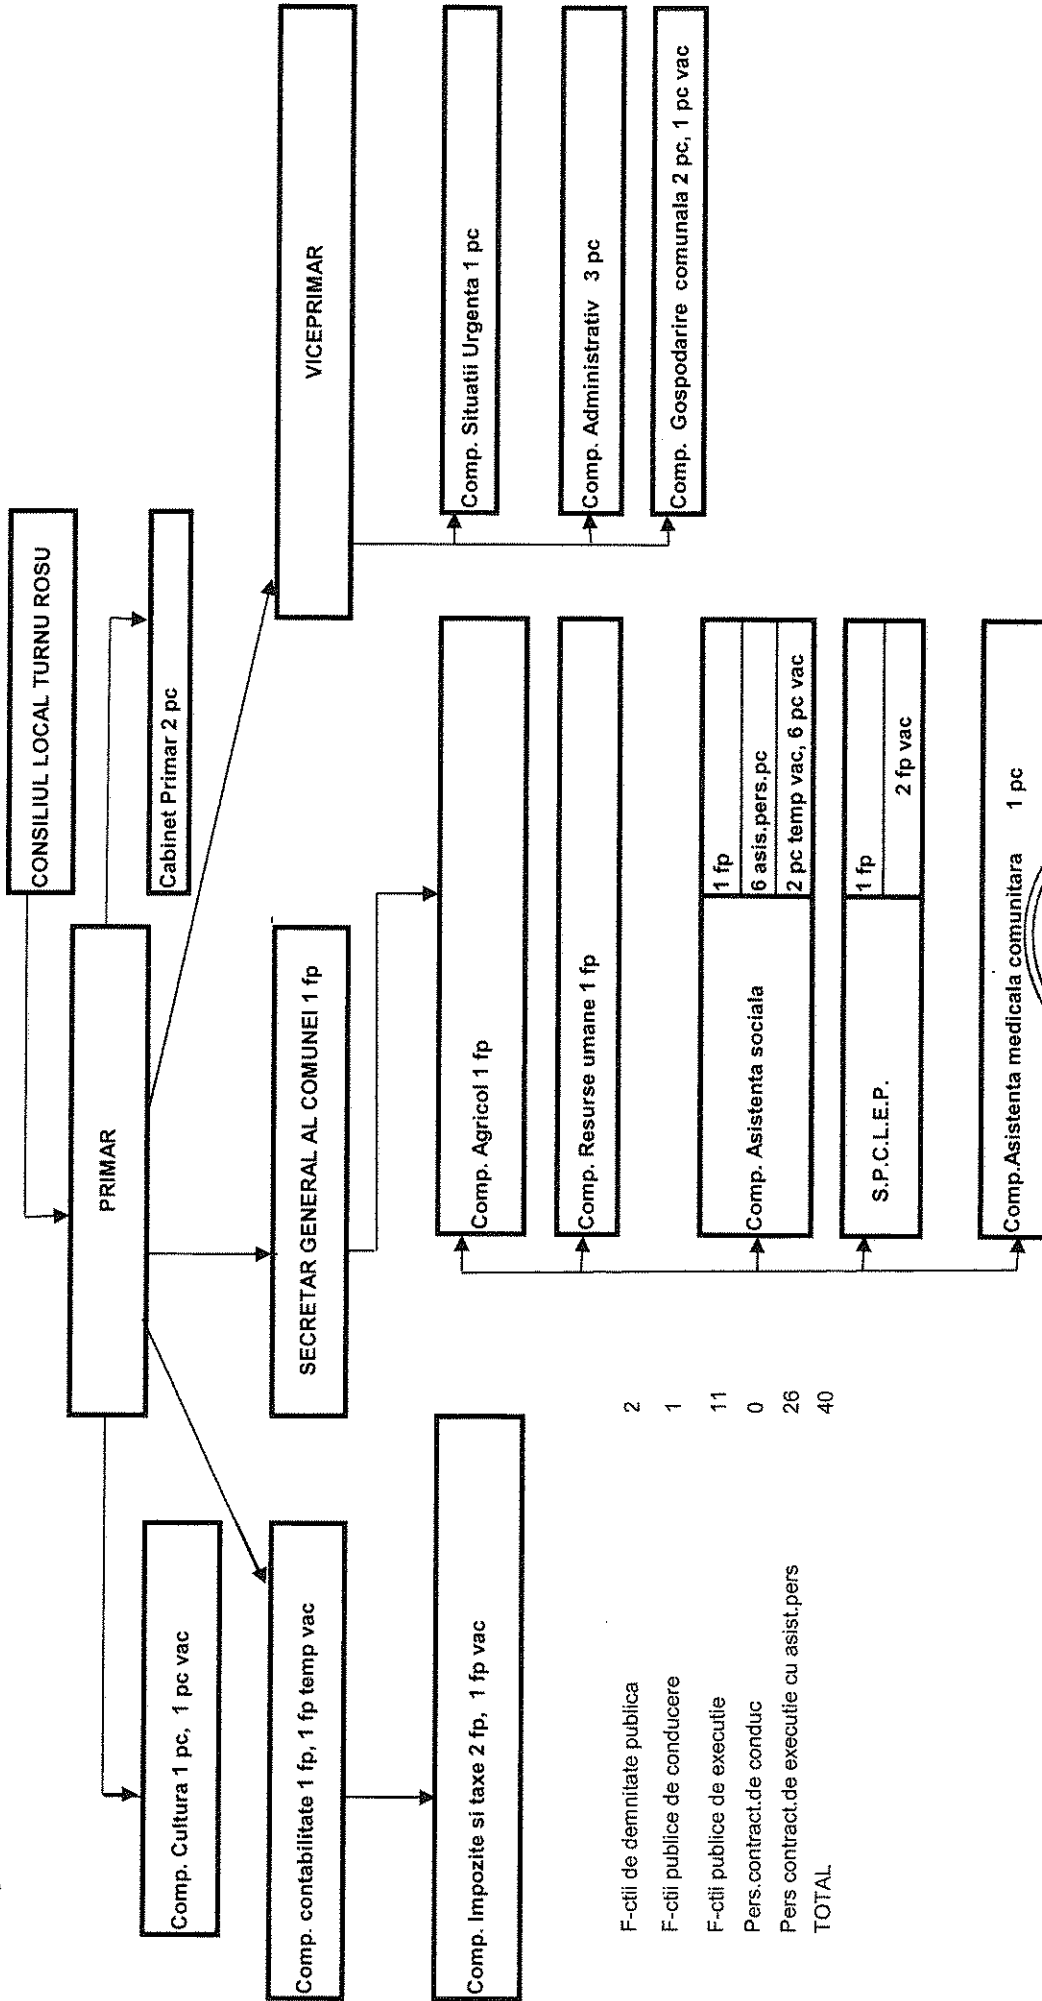 CONSILIUL LOCAL TURNU ROSU
PRIMAR
Cabinet Primar 2 pc
Comp. Cultura 1 pc, 1 pc vac
Comp. contabilitate 1 fp, 1 fp temp vac
SECRETAR GENERAL AL COMUNEI 1 fp
VICEPRIMAR
Comp. Impozite si taxe 2 fp, 1 fp vac
Comp. Agricol 1 fp
Comp. Situatii Urgenta 1 pc
Comp. Resurse umane 1 fp
Comp. Administrativ 3 pc
Comp. Gospodarire comunala 2 pc, 1 pc vac
Comp. Asistenta sociala
1 fp
6 asis.pers.pc
2 pc temp vac, 6 pc vac
S.P.C.L.E.P.
1 fp
2 fp vac
Comp.Asistenta medicala comunitara 1 pc
F-ctii de demnitate publica 2
F-ctii publice de conducere 1
F-ctii publice de executie 11
Pers.contract.de conduc 0
Pers contract.de executie cu asist.pers 26
TOTAL 40